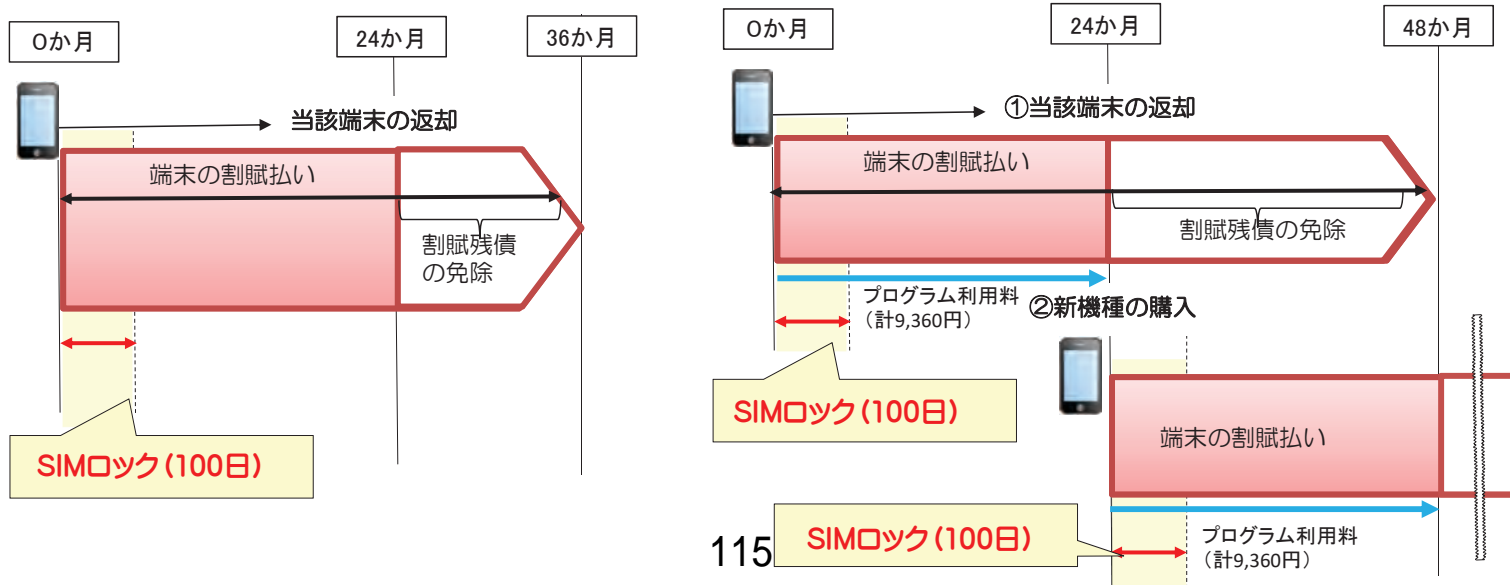 0か月
24か月
36か月
当該端末の返却
端末の割賦払い
割賦残債
の免除
SIMロック(100日)
0か月
24か月
48か月
①当該端末の返却
端末の割賦払い
割賦残債の免除
プログラム利用料
(計9,360円)
②新機種の購入
SIMロック(100日)
端末の割賦払い
SIMロック(100日)
プログラム利用料
(計9,360円)
115